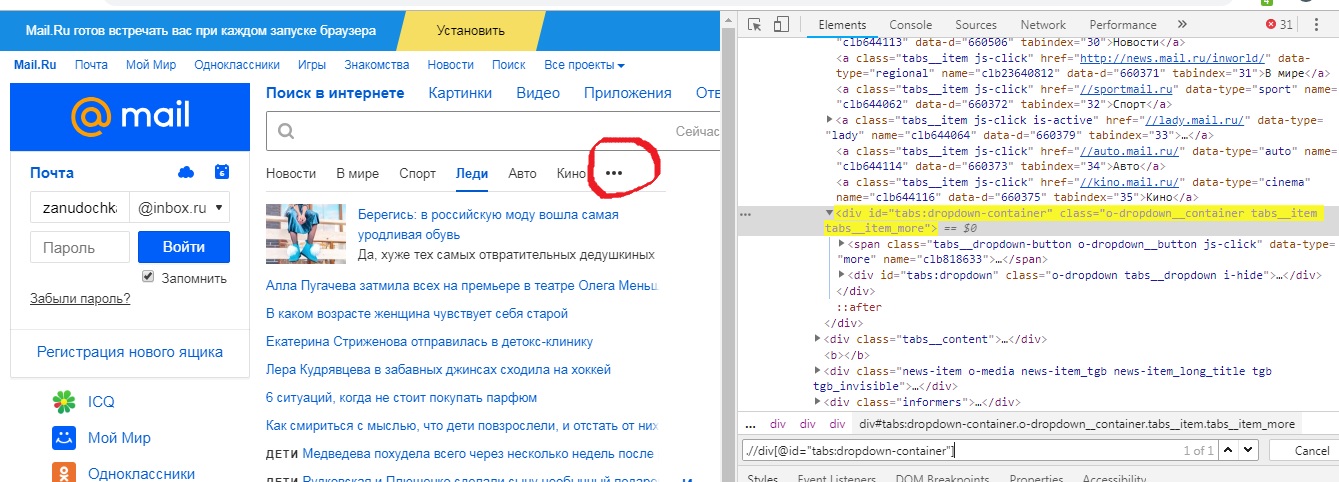 Mail.Ru готов встречать вас при каждом запуске браузера
Установить
Mail.Ru Почта Мой Мир Одноклассники Игры Знакомства Новости Поиск Все проекты
@ mail
Поиск в интернете Картинки Видео Приложения Отв
Сейчас
Новости В мире Спорт Леди Авто Кино •••
Почта
6
zanudochka
@inbox.ru
Пароль
Войти
Запомнить
Забыли пароль?
Регистрация нового ящика
ICQ
Мой Мир
Одноклассники
Берегись: в российскую моду вошла самая
уродливая обувь
Да, хуже тех самых отвратительных дедушкиных
Алла Пугачева затмила всех на премьере в театре Олега Меньш
В каком возрасте женщина чувствует себя старой
Екатерина Стриженова отправилась в детокс-клинику
Лера Кудрявцева в забавных джинсах сходила на хоккей
6 ситуаций, когда не стоит покупать парфюм
Как смириться с мыслью, что дети повзрослели, и отстать от них
ДЕТИ Медведева похудела всего через несколько недель после
ДЕТИ Рудковская и Плющенко сделали сыну необычный подаро
4
Elements Console Sources Network Performance » 31
"clb644113" data-d="660506" tabindex="30">Новости</a>
<a class="tabs__item js-click" href="http://news.mail.ru/inworld/" data-
type="regional" name="clb23640812" data-d="660371" tabindex="31">В мире</a>
<a class="tabs__item js-click" href="//sportmail.ru" data-type="sport" name=
"clb644062" data-d="660372" tabindex="32">Спорт</a>
<a class="tabs__item js-click is-active" href="//lady.mail.ru/" data-type=
"lady" name="clb644064" data-d="660379" tabindex="33">…</a>
<a class="tabs__item js-click" href="//auto.mail.ru/" data-type="auto" name=
"clb644114" data-d="660373" tabindex="34">Авто</a>
<a class="tabs__item js-click" href="//kino.mail.ru/" data-type="cinema"
name="clb644116" data-d="660375" tabindex="35">Кино</a>
<div id="tabs:dropdown-container" class="o-dropdown__container tabs__item
tabs__item_more"> == $0
<span class="tabs__dropdown-button o-dropdown__button js-click" data-type=
"more" name="clb818633">…</span>
<div id="tabs:dropdown" class="o-dropdown tabs__dropdown i-hide">…</div>
</div>
::after
</div>
<div class="tabs__content">…</div>
<b></b>
<div class="news-item o-media news-item_tgb news-item_long_title tgb
tgb_invisible">…</div>
<div class="informers">…</div>
... div div div div#tabs:dropdown-container.o-dropdown__container.tabs__item.tabs__item_more
.//div[@id="tabs:dropdown-container"]
1 of 1
Cancel
Styles Event Listeners DOM Breakpoints Properties Accessibility